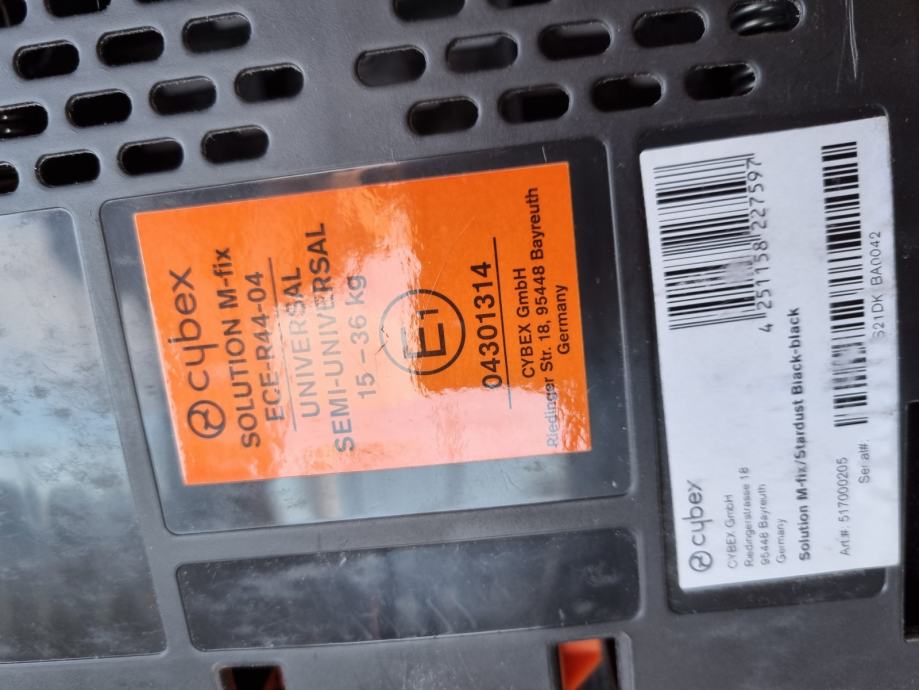 cybex
SOLUTION M-fix
ECE-R44-04
UNIVERSAL
SEMI-UNIVERSAL
15 - 36 kg
E1
04301314
CYBEX GmbH
Riedinger Str. 18, 95448 Bayreuth
Germany
4 251158 227597
cybex
CYBEX GmbH
Riedingerstrasse 18
95448 Bayreuth
Germany
Solution M-fix/Stardust Black-black
Art.#: 517000205
Serial#: S21DK BA0042